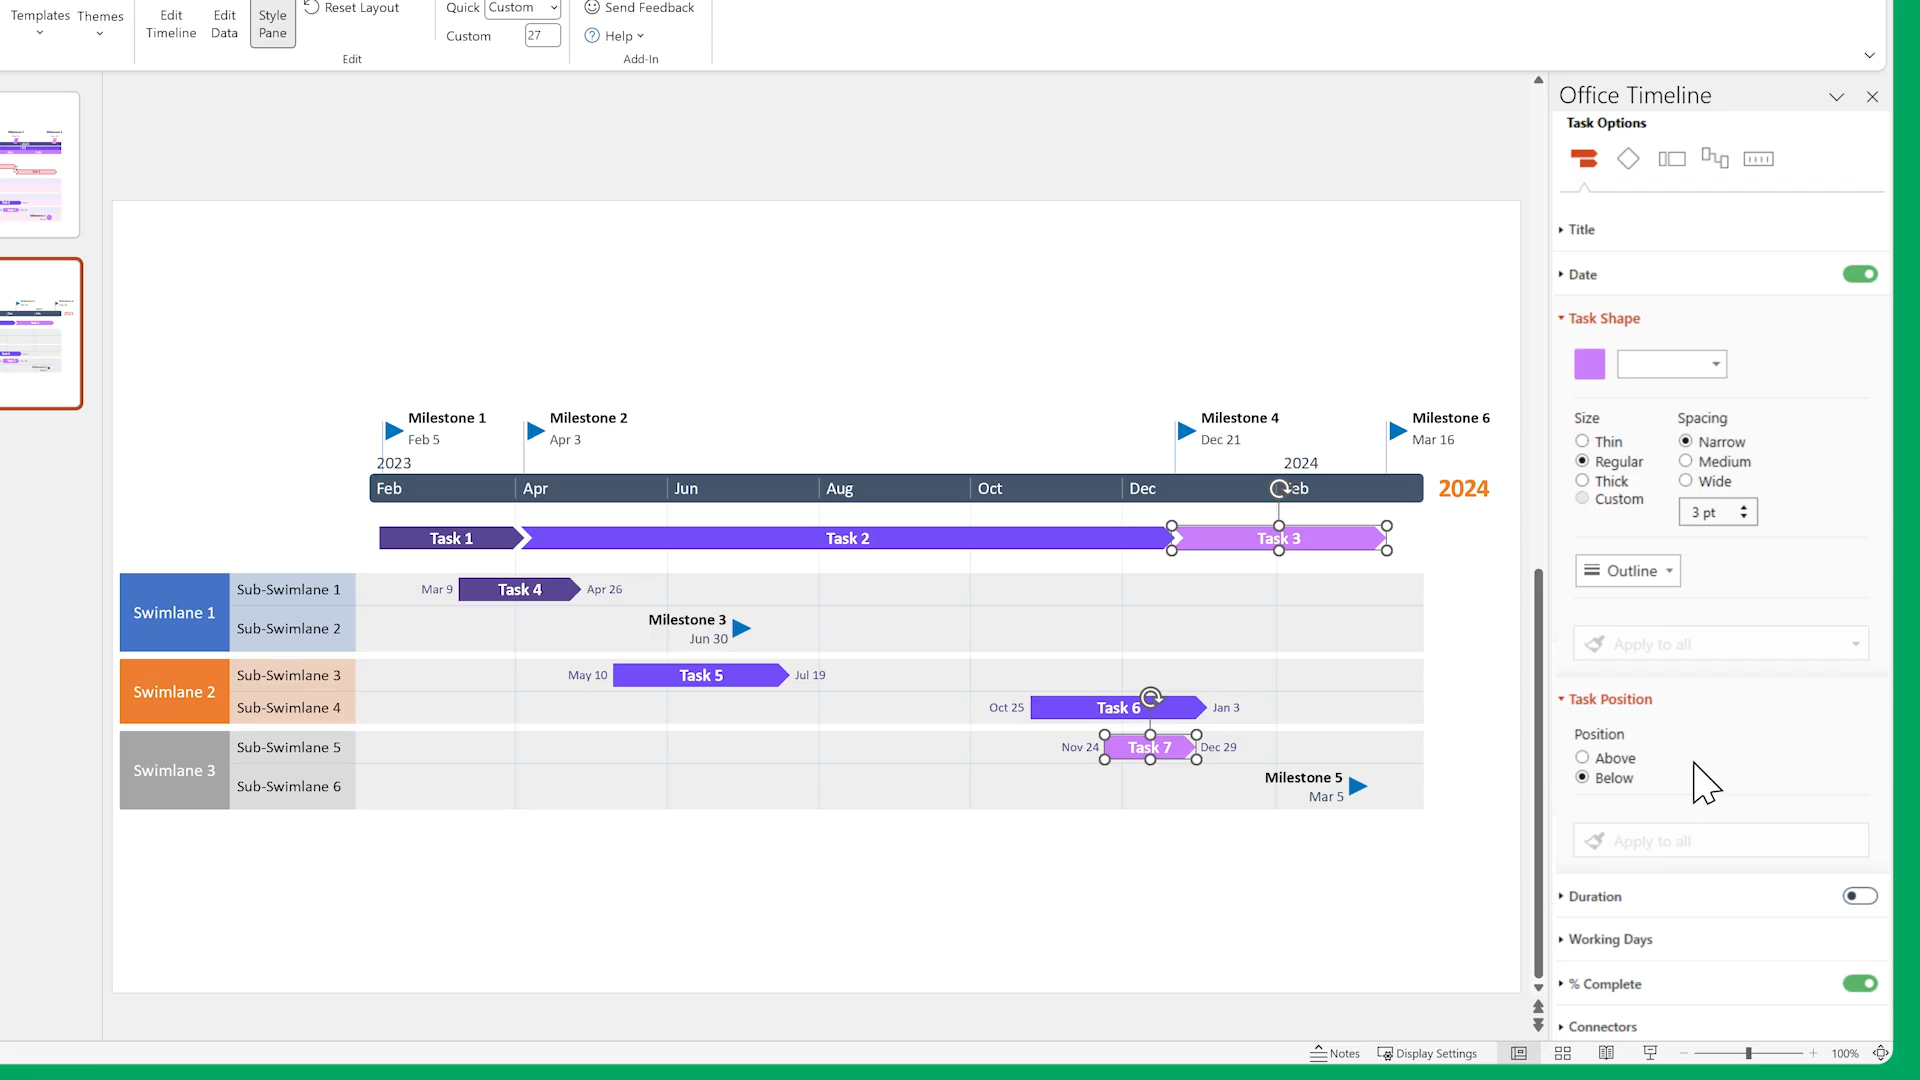 Templates
Themes
Edit
Timeline
Edit
Data
Style
Pane
Reset Layout
Edit
Quick
Custom
Custom
27
Send Feedback
Help
Add-In
Office Timeline
Task Options
Title
Date
Task Shape
Size
Spacing
Thin
Narrow
Regular
Medium
Thick
Wide
Custom
3 pt
Outline
Apply to all
Task Position
Position
Above
Below
Apply to all
Duration
Working Days
% Complete
Connectors
Milestone 1
Feb 5
Milestone 2
Apr 3
Milestone 4
Dec 21
Milestone 6
Mar 16
2023
2024
Feb
Apr
Jun
Aug
Oct
Dec
eb
2024
Task 1
Task 2
Task 3
Swimlane 1
Sub-Swimlane 1
Mar 9
Task 4
Apr 26
Sub-Swimlane 2
Milestone 3
Jun 30
Swimlane 2
Sub-Swimlane 3
May 10
Task 5
Jul 19
Sub-Swimlane 4
Oct 25
Task 6
Jan 3
Swimlane 3
Sub-Swimlane 5
Nov 24
Task 7
Dec 29
Sub-Swimlane 6
Milestone 5
Mar 5
Notes
Display Settings
100%